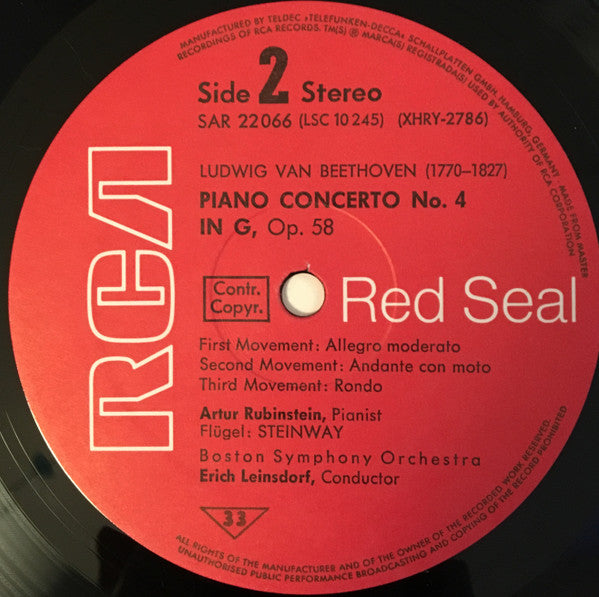 MANUFACTURED BY TELDEC »TELEFUNKEN-DECCA« SCHALLPLATTEN GMBH, HAMBURG, GERMANY. MADE FROM MASTER
RECORDINGS OF RCA RECORDS. TM(S) ® MARCA(S) REGISTRADA(S) USED BY AUTHORITY OF RCA CORPORATION
Side 2 Stereo
SAR 22066 (LSC 10245) (XHRY-2786)
LUDWIG VAN BEETHOVEN (1770–1827)
PIANO CONCERTO No. 4
IN G, Op. 58
RCA
Contr.
Copyr.
Red Seal
First Movement: Allegro moderato
Second Movement: Andante con moto
Third Movement: Rondo
Artur Rubinstein, Pianist
Flügel: STEINWAY
Boston Symphony Orchestra
Erich Leinsdorf, Conductor
33
ALL RIGHTS OF THE MANUFACTURER AND OF THE OWNER OF THE RECORDED WORK RESERVED.
UNAUTHORISED PUBLIC PERFORMANCE BROADCASTING AND COPYING OF THE RECORD PROHIBITED